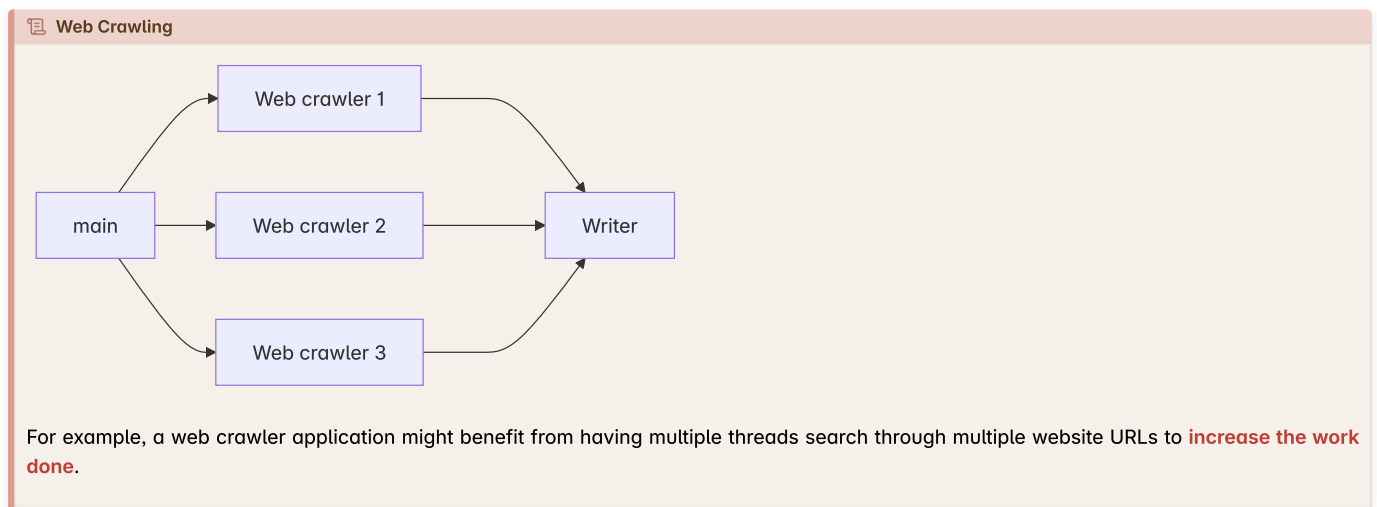 Web Crawling
Web crawler 1
main
Web crawler 2
Writer
Web crawler 3
For example, a web crawler application might benefit from having multiple threads search through multiple website URLs to increase the work
done.